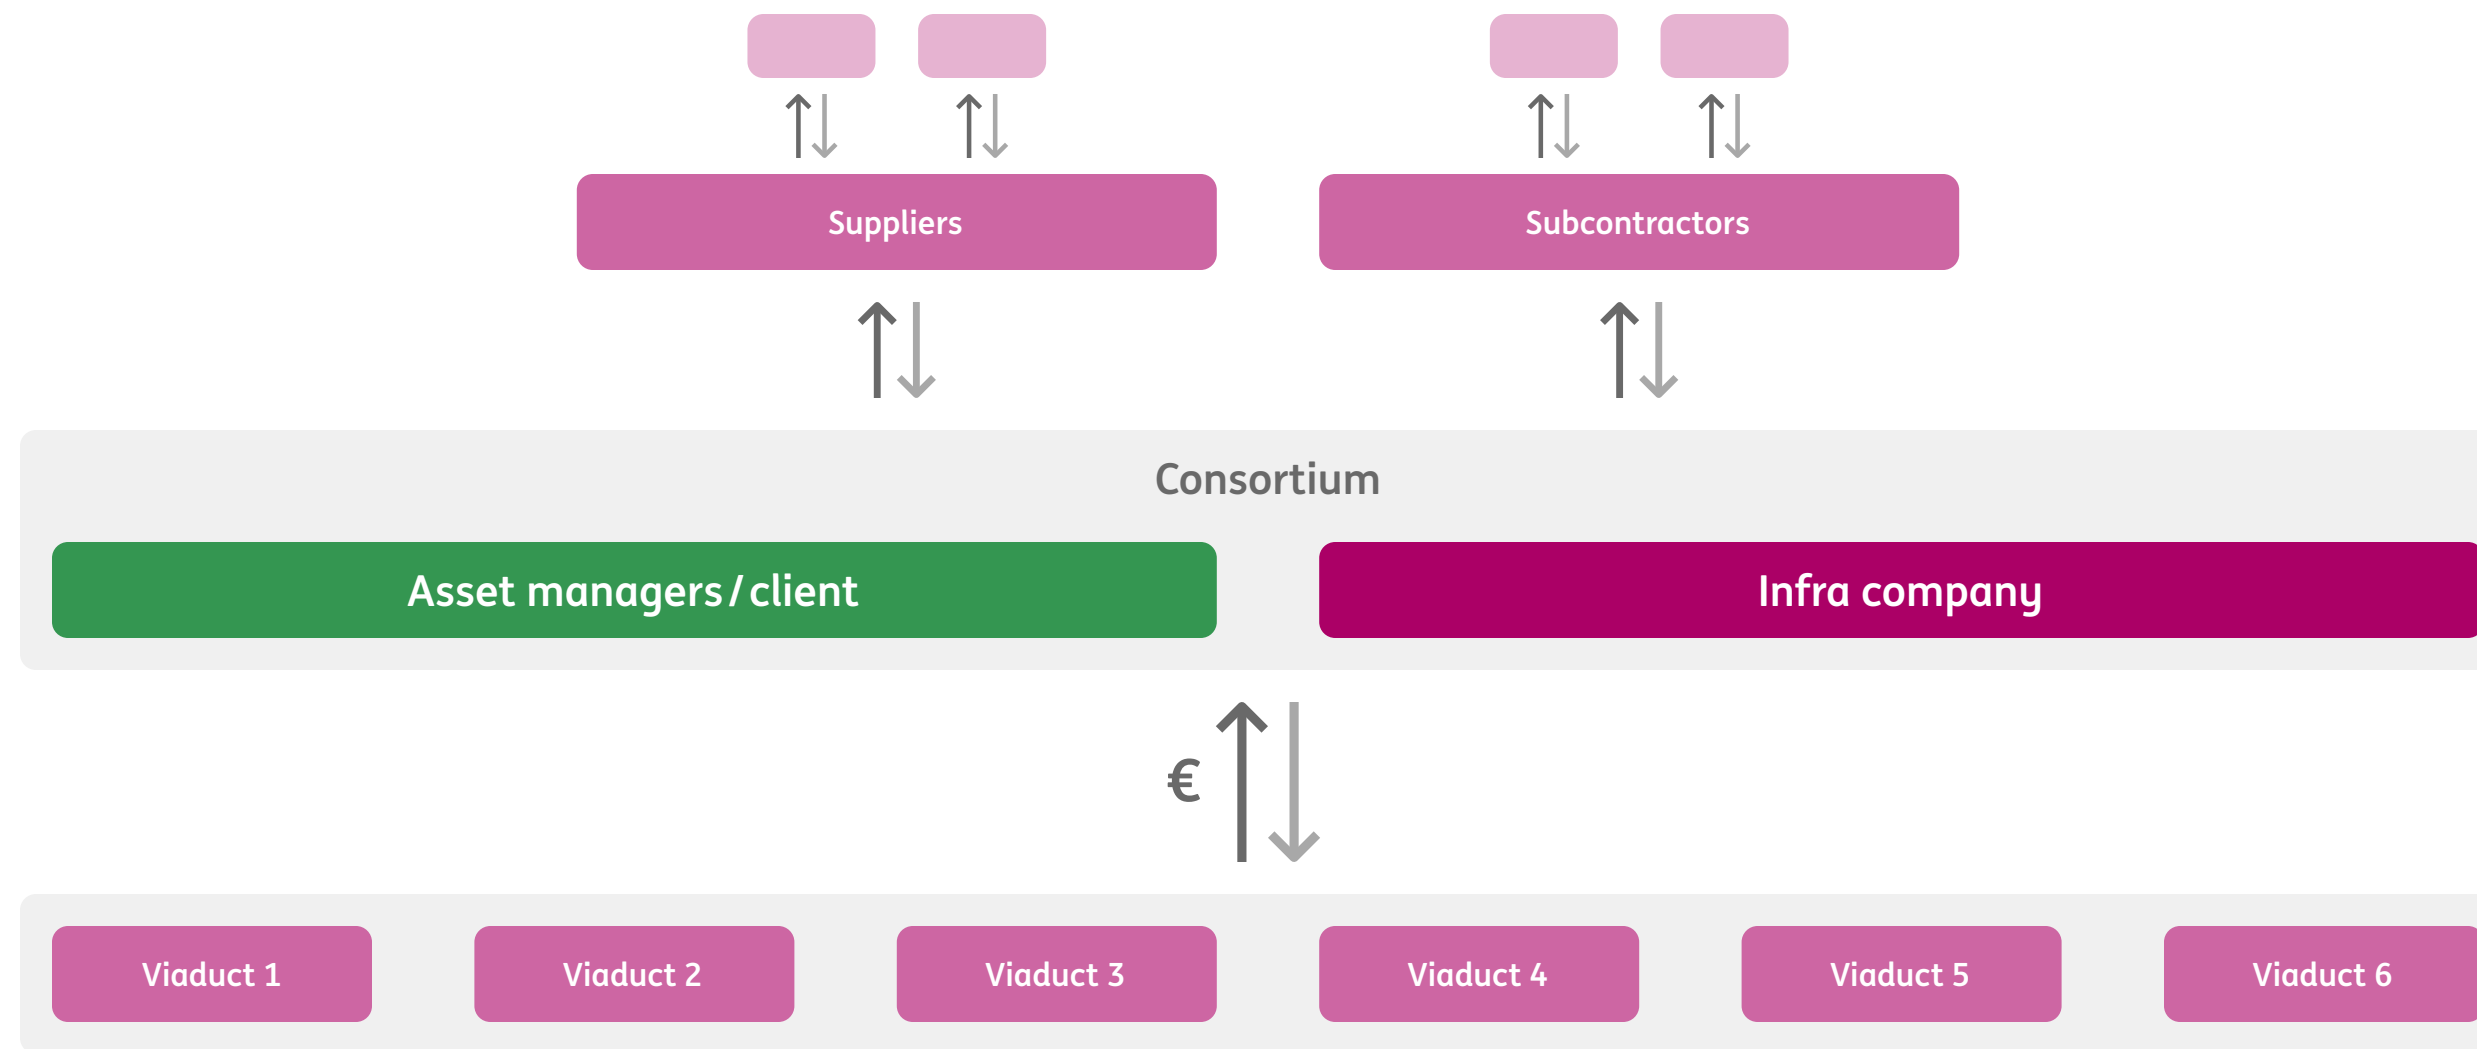 Suppliers
Subcontractors
Consortium
Asset managers/client
Infra company
€
Viaduct 1
Viaduct 2
Viaduct 3
Viaduct 4
Viaduct 5
Viaduct 6